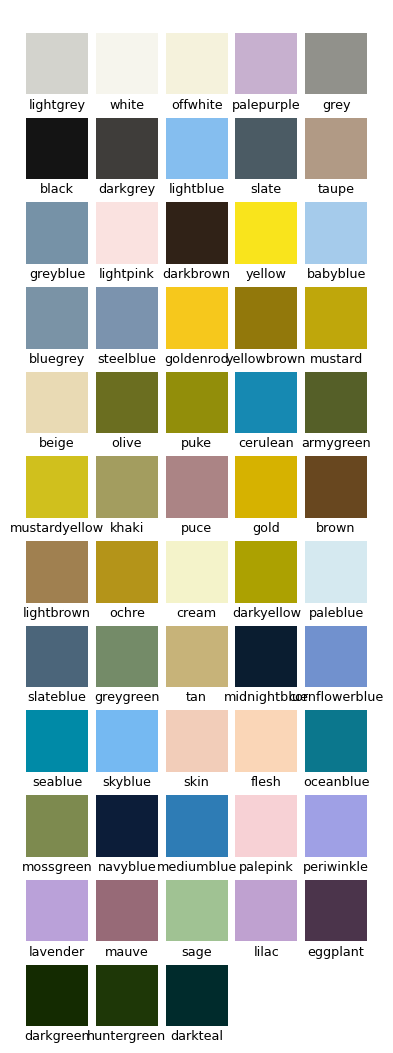 lightgrey white offwhite palepurple grey
black darkgrey lightblue slate taupe
greyblue lightpink darkbrown yellow babyblue
bluegrey steelblue goldenrod yellowbrown mustard
beige olive puke cerulean armygreen
mustardyellow khaki puce gold brown
lightbrown ochre cream darkyellow paleblue
slateblue greygreen tan midnightblue cornflowerblue
seablue skyblue skin flesh oceanblue
mossgreen navyblue mediumblue palepink periwinkle
lavender mauve sage lilac eggplant
darkgreen huntergreen darkteal